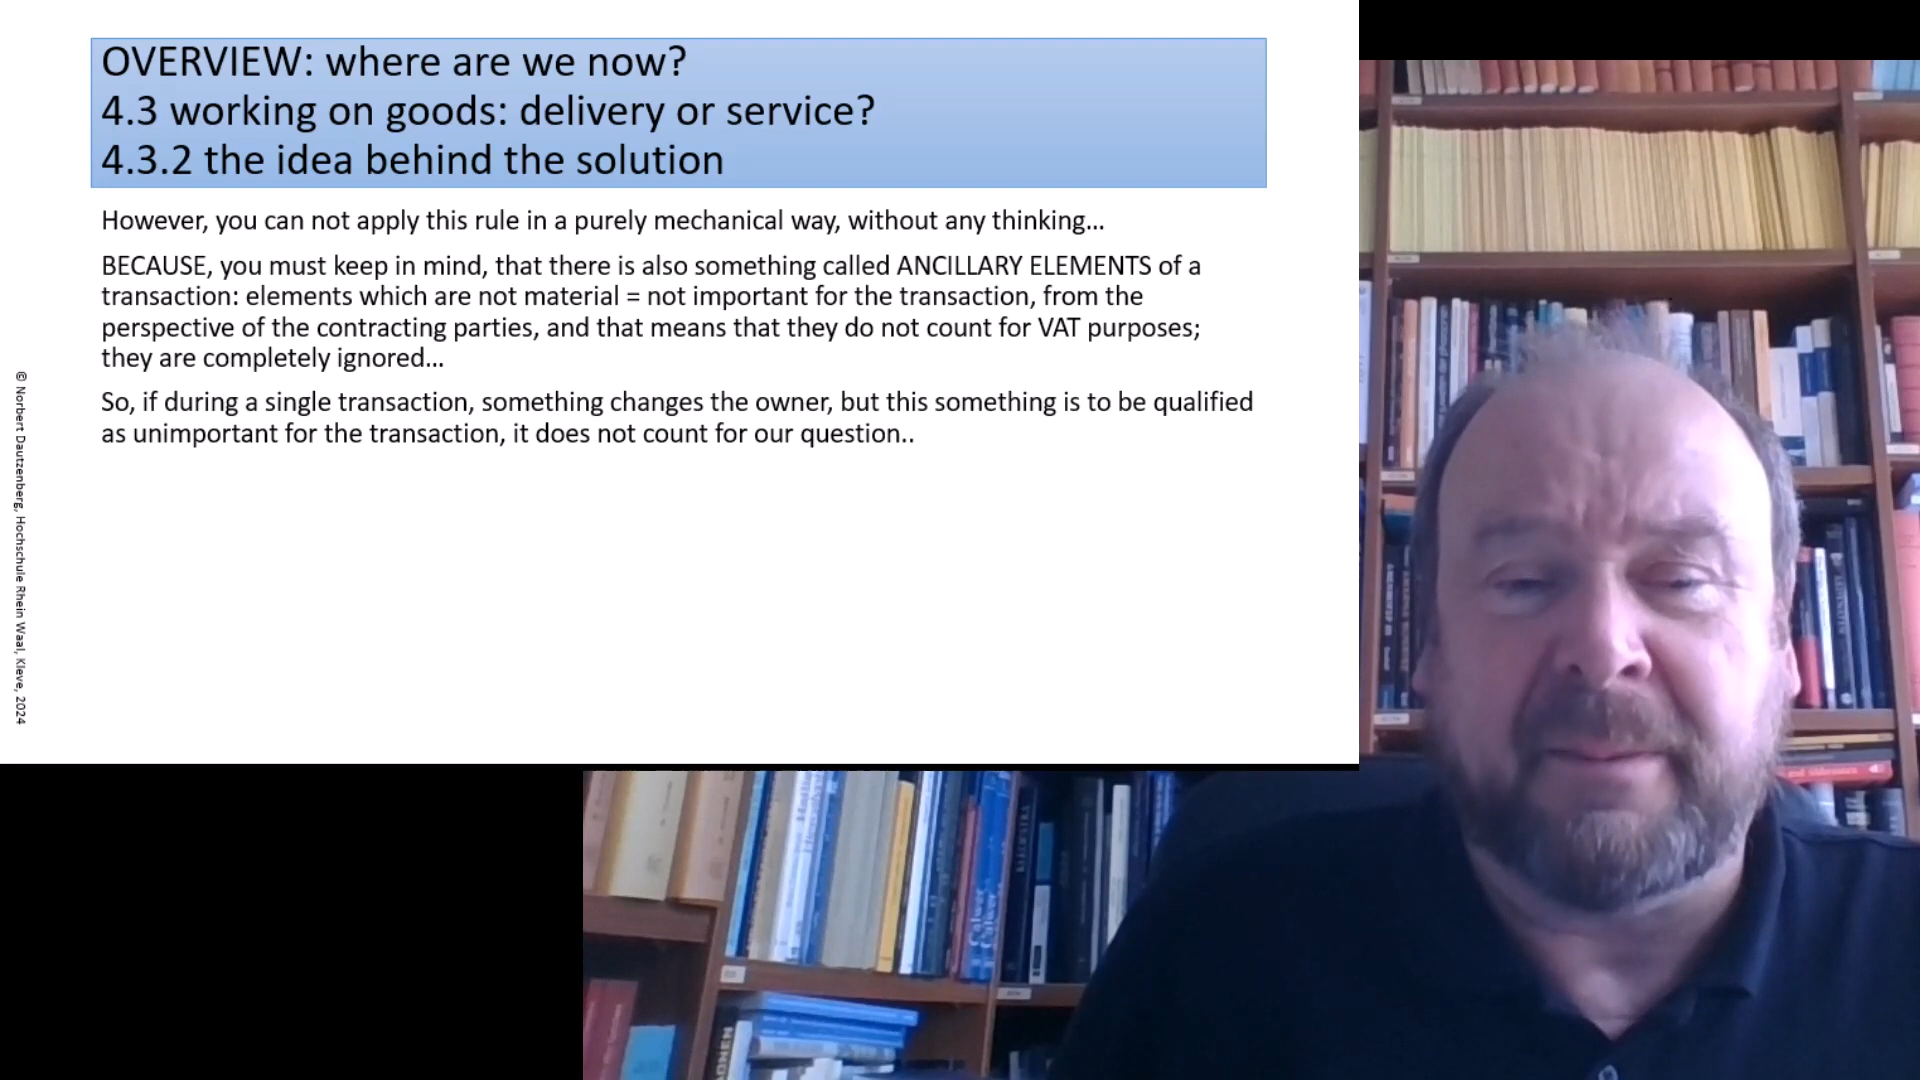 OVERVIEW: where are we now?
4.3 working on goods: delivery or service?
4.3.2 the idea behind the solution
However, you can not apply this rule in a purely mechanical way, without any thinking...
BECAUSE, you must keep in mind, that there is also something called ANCILLARY ELEMENTS of a
transaction: elements which are not material = not important for the transaction, from the
perspective of the contracting parties, and that means that they do not count for VAT purposes;
they are completely ignored...
So, if during a single transaction, something changes the owner, but this something is to be qualified
as unimportant for the transaction, it does not count for our question..
© Norbert Dautzenberg, Hochschule Rhein Waal, Kleve, 2024